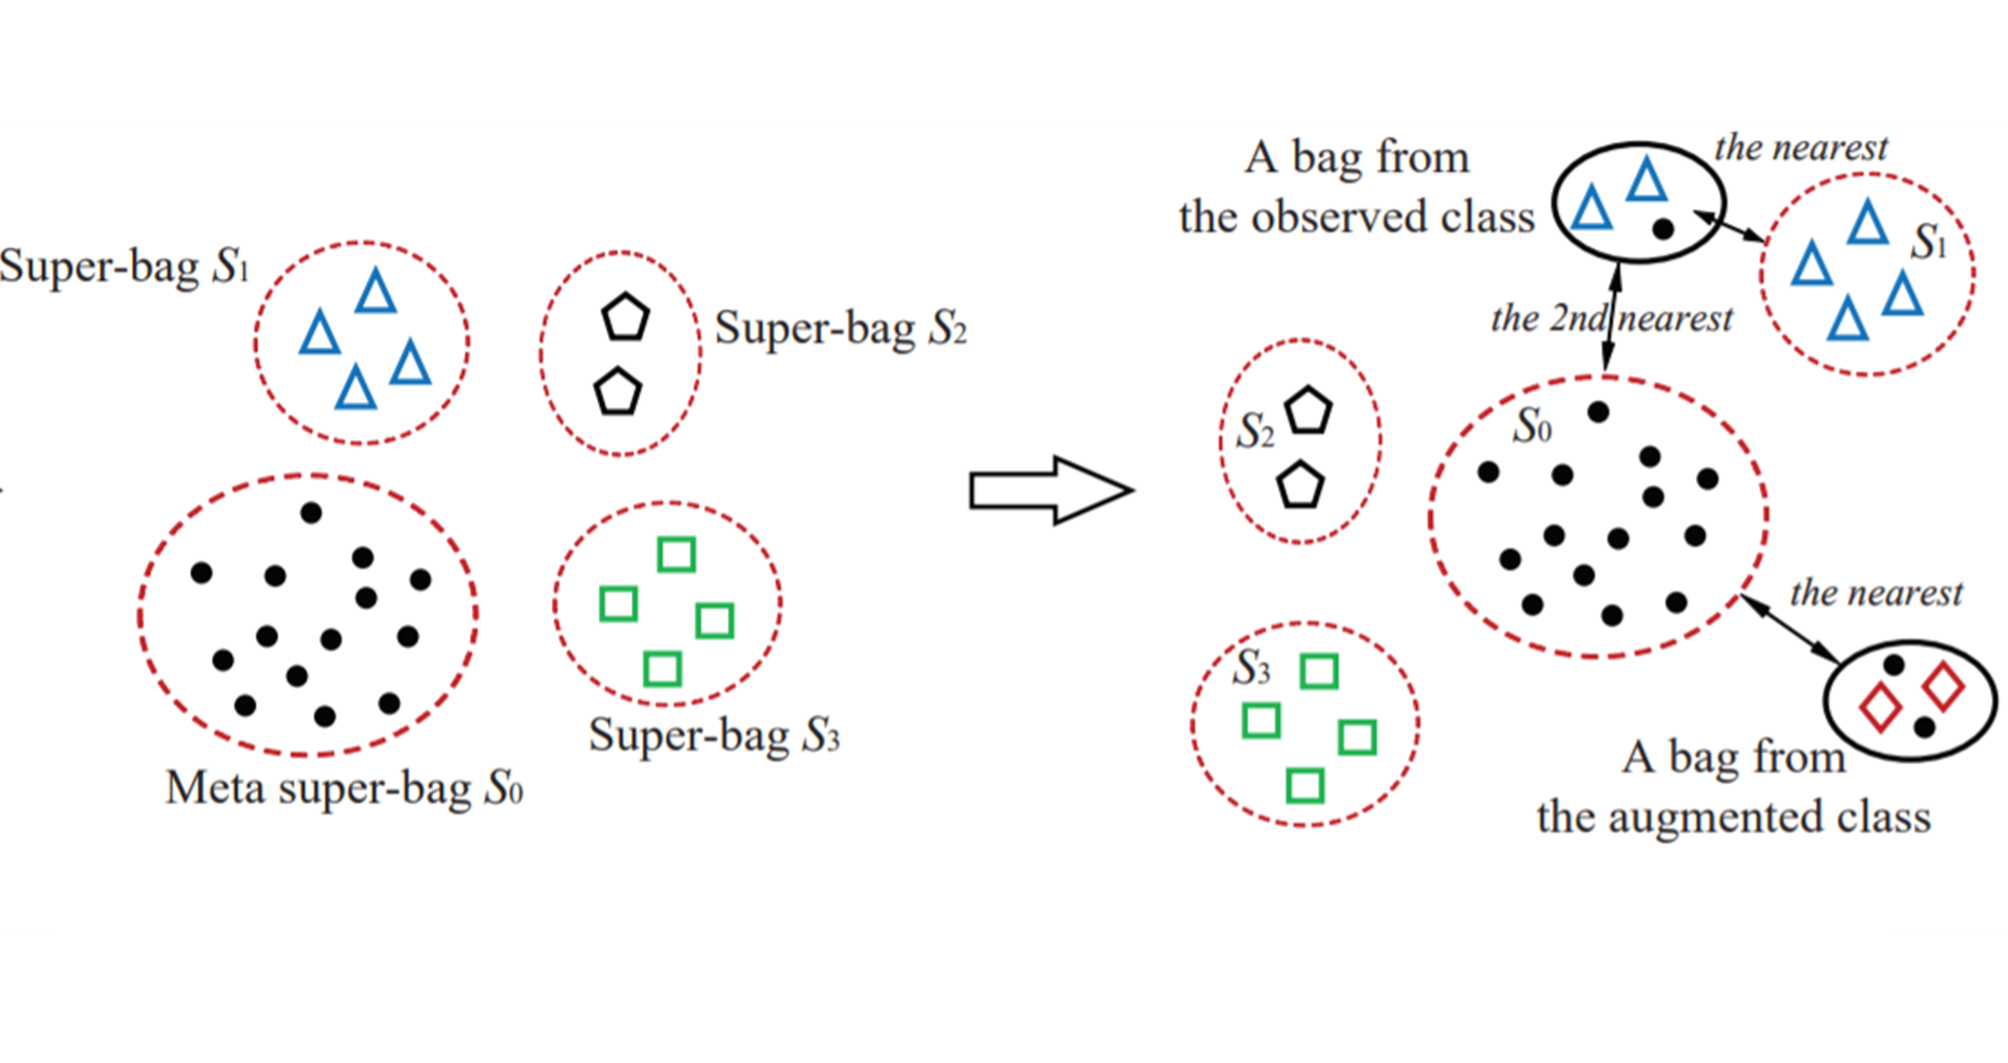 Super-bag S1
Super-bag S2
Meta super-bag S0
Super-bag S3
A bag from
the observed class
the nearest
S1
the 2nd nearest
S2
S0
S3
the nearest
A bag from
the augmented class